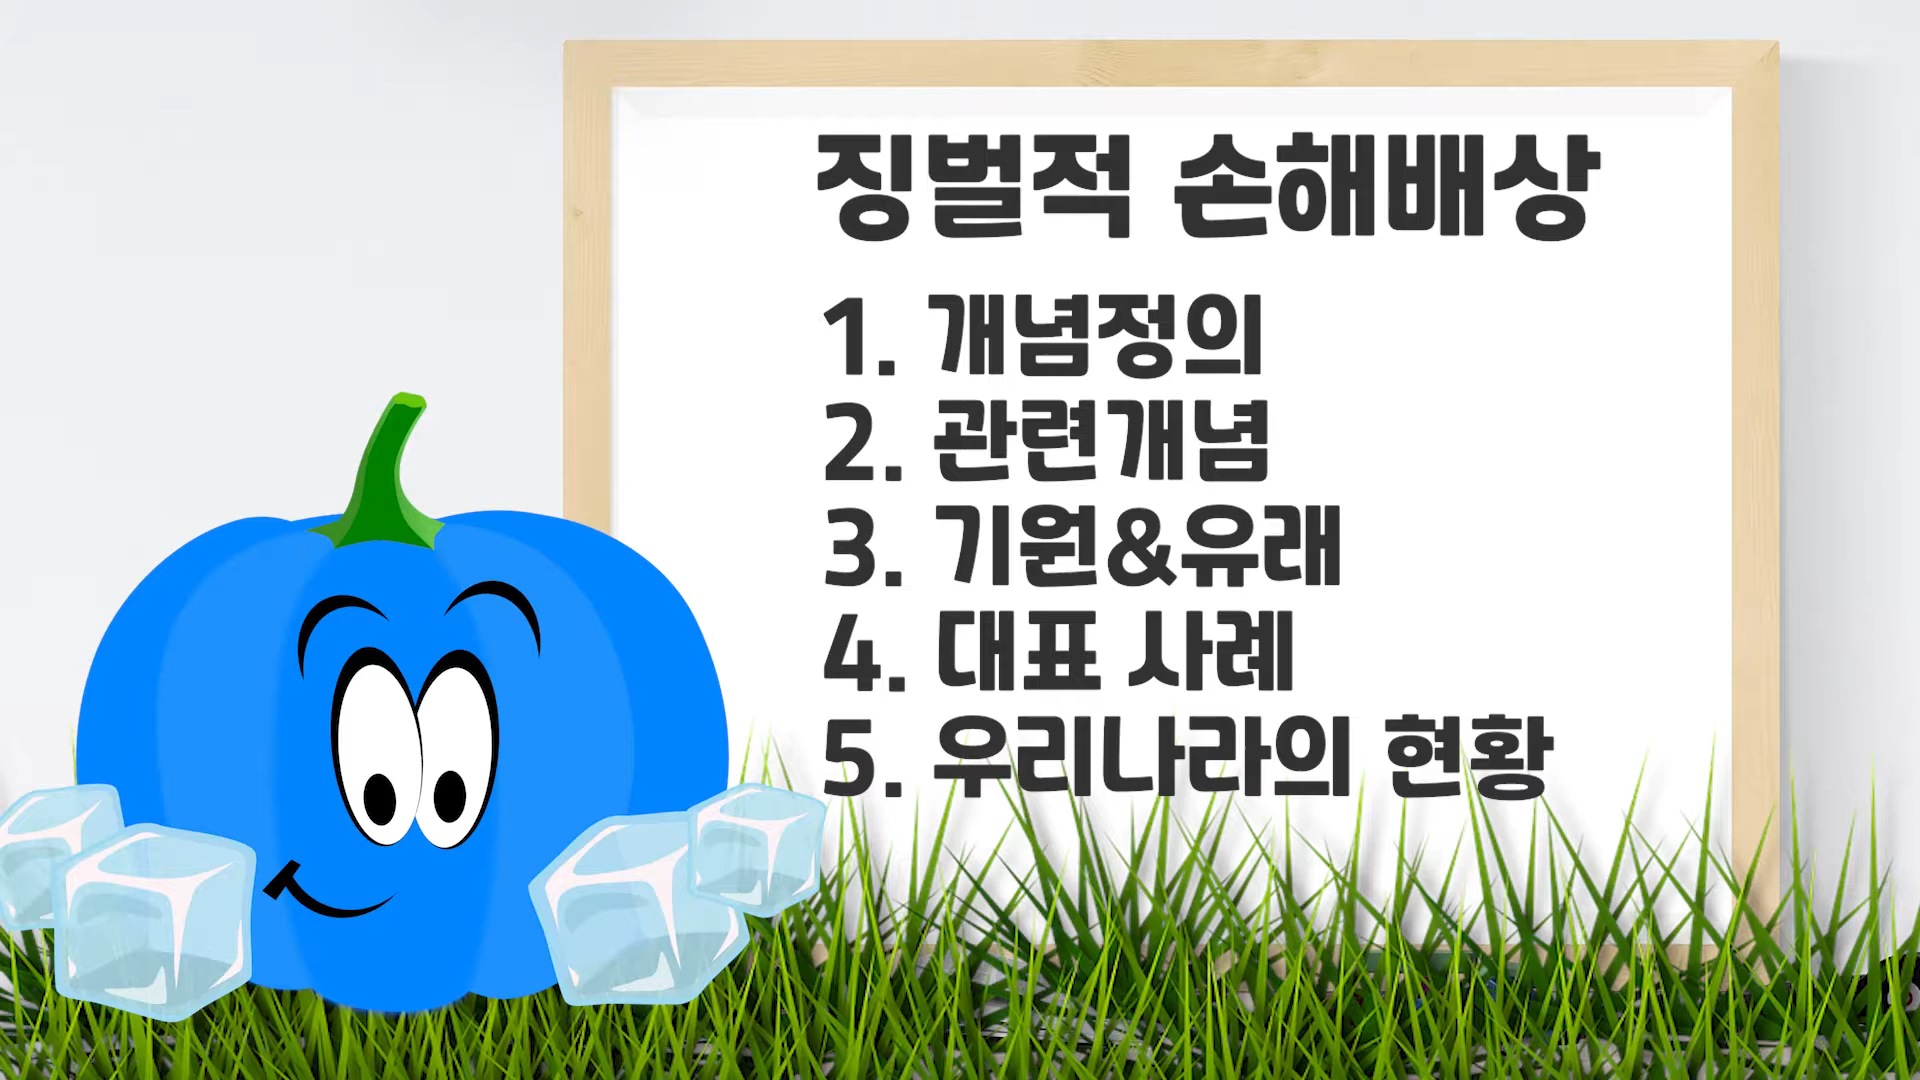 징벌적 손해배상
1. 개념정의
2. 관련개념
3. 기원&유래
4. 대표 사례
5. 우리나라의 현황